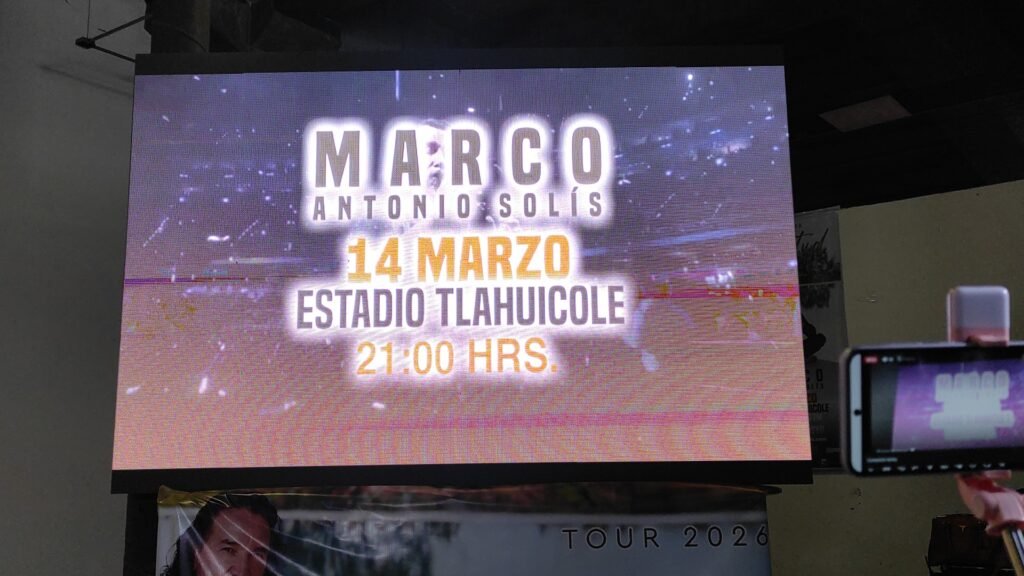 MARCO
ANTONIO SOLÍS
14 MARZO
ESTADIO TLAHUICOLE
21:00 HRS.
TOUR 2026